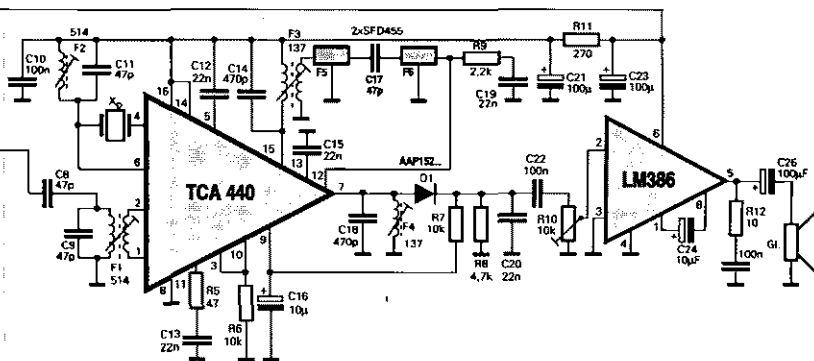 514
F2
C10
100n
C11
47p
C12
22n
C14
470p
F3
137
2xSFD455
F5
C17
47p
F6
R9
2,2k
C19
22n
R11
270
C21
100µ
C23
100µ
X
4
16
14
5
15
13
C15
22n
12
AAP152...
6
2
1
TCA 440
7
C8
47p
C9
47p
F1
514
8
11
3
10
9
R5
47
C13
22n
R6
10k
C16
10µ
C18
470p
F4
137
D1
R7
10k
R8
4,7k
C20
22n
C22
100n
R10
10k
2
3
4
6
LM386
5
1
8
C24
10µF
C26
100µF
R12
10
100n
Gł.